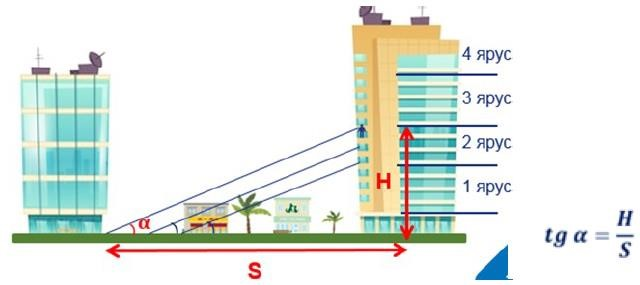 4 ярус
3 ярус
2 ярус
1 ярус
H
α
S
tg α = H/S